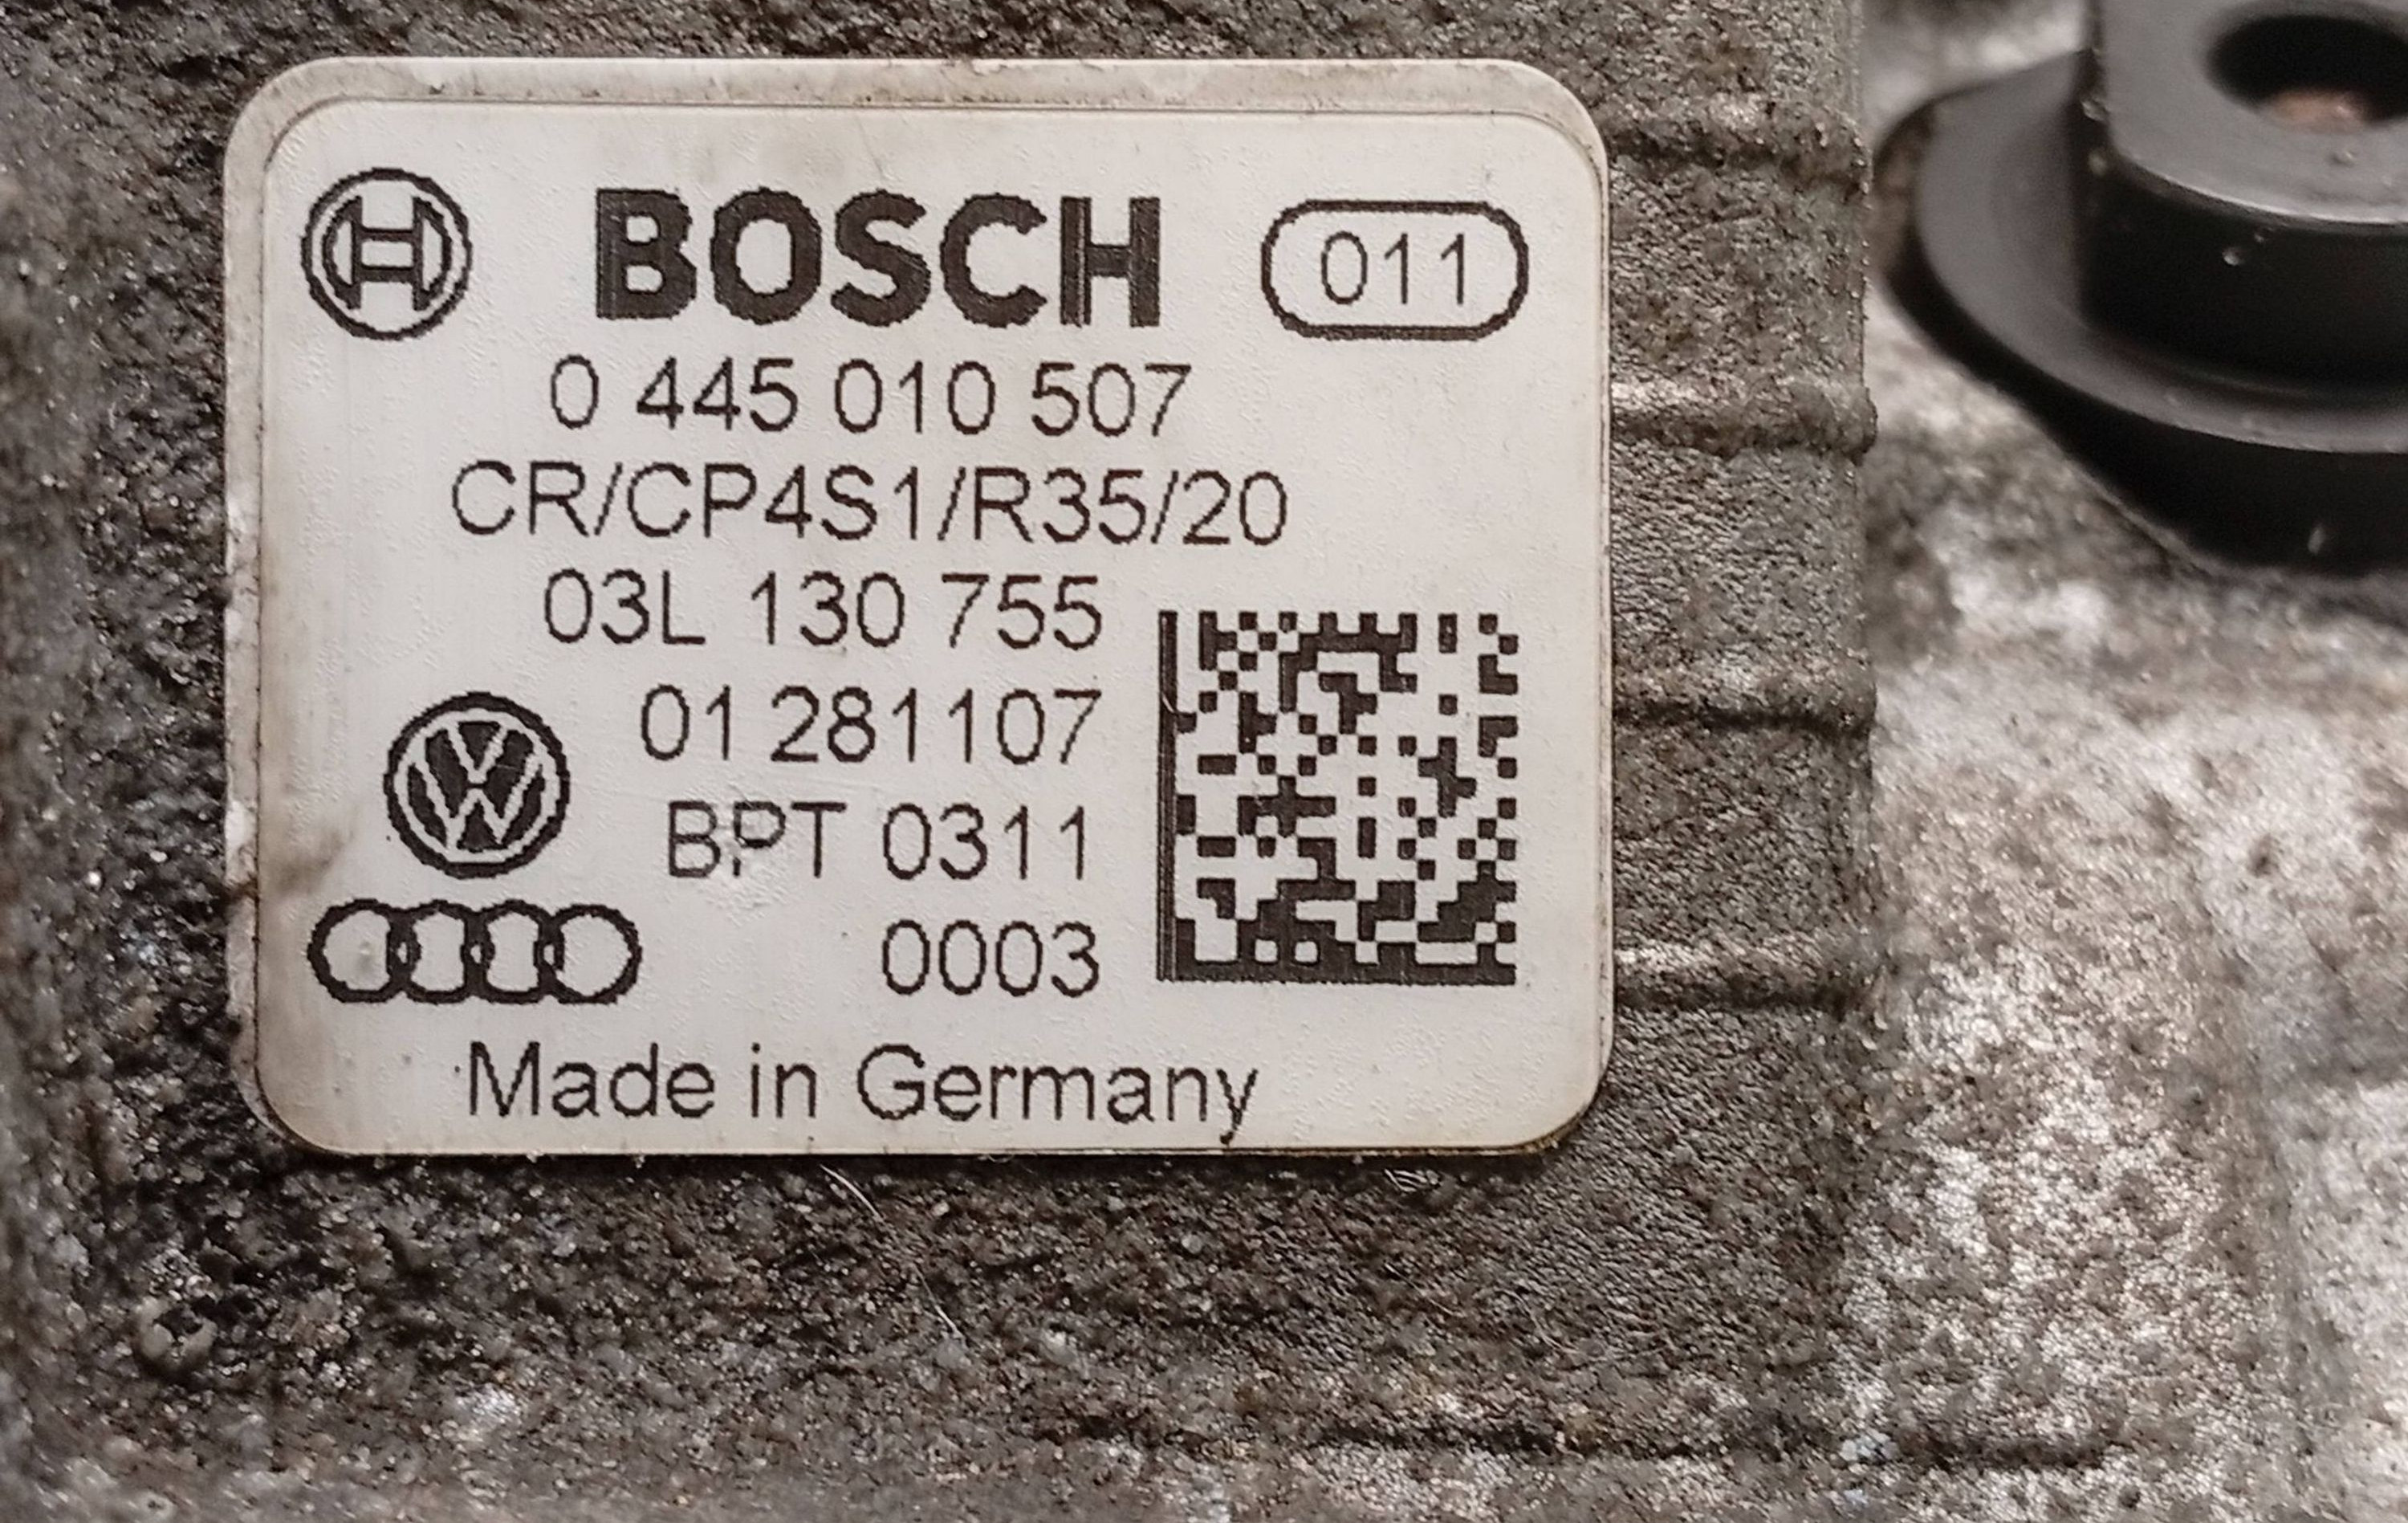 BOSCH 011
0 445 010 507
CR/CP4S1/R35/20
03L 130 755
01 281107
BPT 0311
0003
Made in Germany